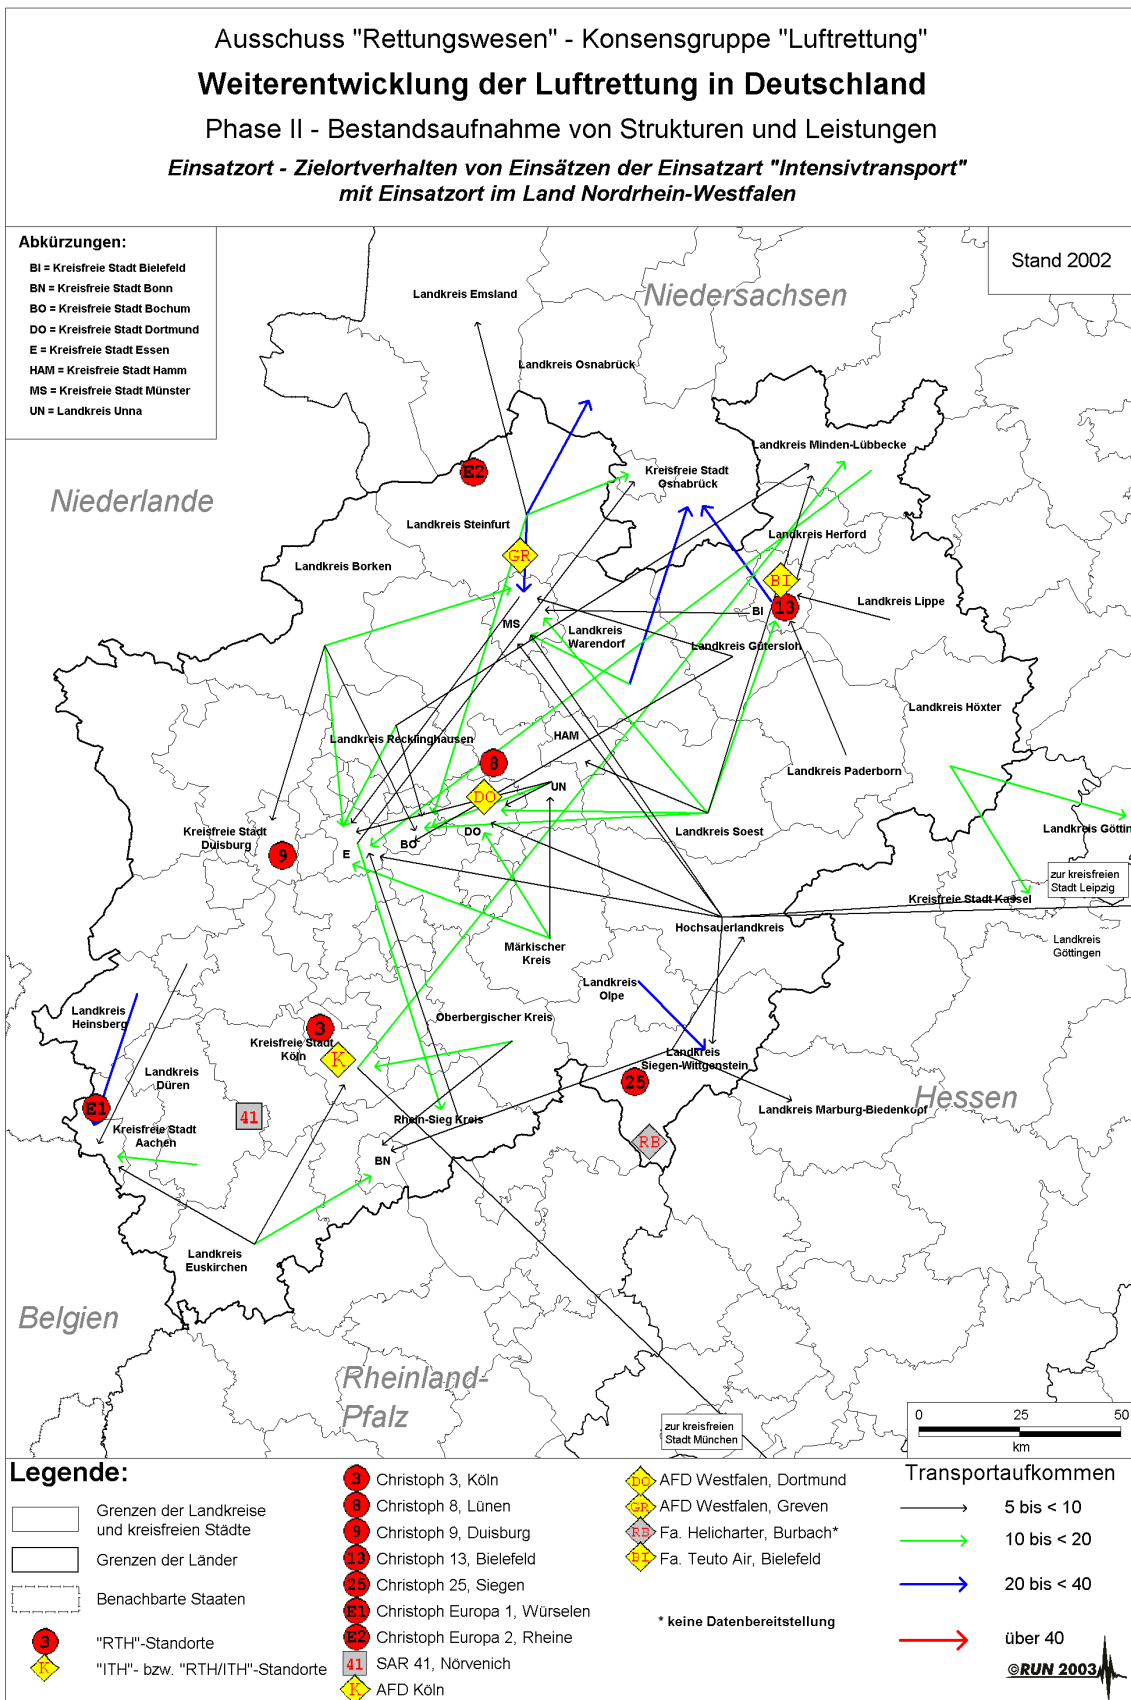 Ausschuss "Rettungswesen" - Konsensgruppe "Luftrettung"
Weiterentwicklung der Luftrettung in Deutschland
Phase II - Bestandsaufnahme von Strukturen und Leistungen
Einsatzort - Zielortverhalten von Einsätzen der Einsatzart "Intensivtransport"
mit Einsatzort im Land Nordrhein-Westfalen
Abkürzungen:
BI = Kreisfreie Stadt Bielefeld
BN = Kreisfreie Stadt Bonn
BO = Kreisfreie Stadt Bochum
DO = Kreisfreie Stadt Dortmund
E = Kreisfreie Stadt Essen
HAM = Kreisfreie Stadt Hamm
MS = Kreisfreie Stadt Münster
UN = Landkreis Unna
Stand 2002
Landkreis Emsland
Niedersachsen
Landkreis Osnabrück
Landkreis Minden-Lübbecke
E2
Kreisfreie Stadt
Osnabrück
Niederlande
Landkreis Steinfurt
Landkreis Herford
GR
Landkreis Borken
BI
Landkreis Lippe
13
BI
MS
Landkreis
Warendorf
Landkreis Gütersloh
Landkreis Höxter
Landkreis Recklinghausen
HAM
8
Landkreis Paderborn
UN
DO
Kreisfreie Stadt
Duisburg
DO
Landkreis Soest
Landkreis Götting
9
E
BO
zur kreisfreien
Stadt Leipzig
Kreisfreie Stadt Kassel
Hochsauerlandkreis
Märkischer
Kreis
Landkreis
Göttingen
Landkreis
Olpe
Landkreis
Heinsberg
Oberbergischer Kreis
3
Kreisfreie Stadt
Köln
K
Landkreis
Siegen-Wittgenstein
Landkreis
Düren
25
Hessen
E1
41
Rhein-Sieg Kreis
Landkreis Marburg-Biedenkopf
Kreisfreie Stadt
Aachen
RB
BN
Landkreis
Euskirchen
Belgien
Rheinland-
Pfalz
zur kreisfreien
Stadt München
0 25 50
km
Legende:
Grenzen der Landkreise
und kreisfreien Städte
Grenzen der Länder
Benachbarte Staaten
3 "RTH"-Standorte
K "ITH"- bzw. "RTH/ITH"-Standorte
3 Christoph 3, Köln
8 Christoph 8, Lünen
9 Christoph 9, Duisburg
13 Christoph 13, Bielefeld
25 Christoph 25, Siegen
E1 Christoph Europa 1, Würselen
E2 Christoph Europa 2, Rheine
41 SAR 41, Nörvenich
K AFD Köln
DO AFD Westfalen, Dortmund
GR AFD Westfalen, Greven
RB Fa. Helicharter, Burbach*
BI Fa. Teuto Air, Bielefeld
* keine Datenbereitstellung
Transportaufkommen
5 bis < 10
10 bis < 20
20 bis < 40
über 40
©RUN 2003